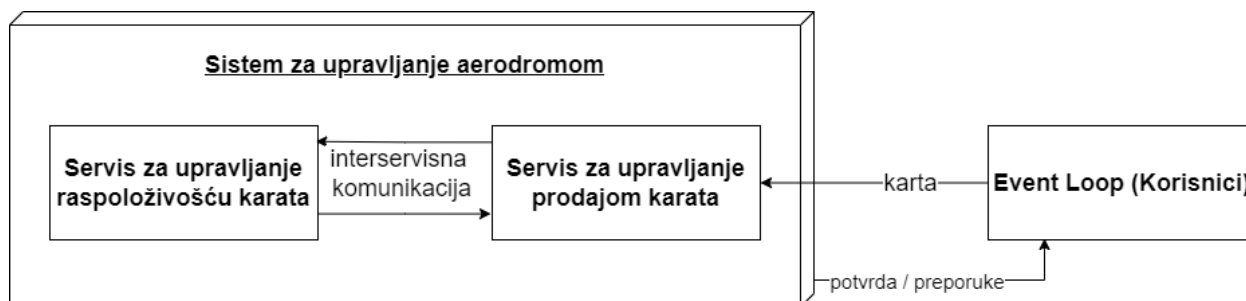 Sistem za upravljanje aerodromom
Servis za upravljanje
raspoloživošću karata
interservisna
komunikacija
Servis za upravljanje
prodajom karata
karta
Event Loop (Korisnici)
potvrda / preporuke